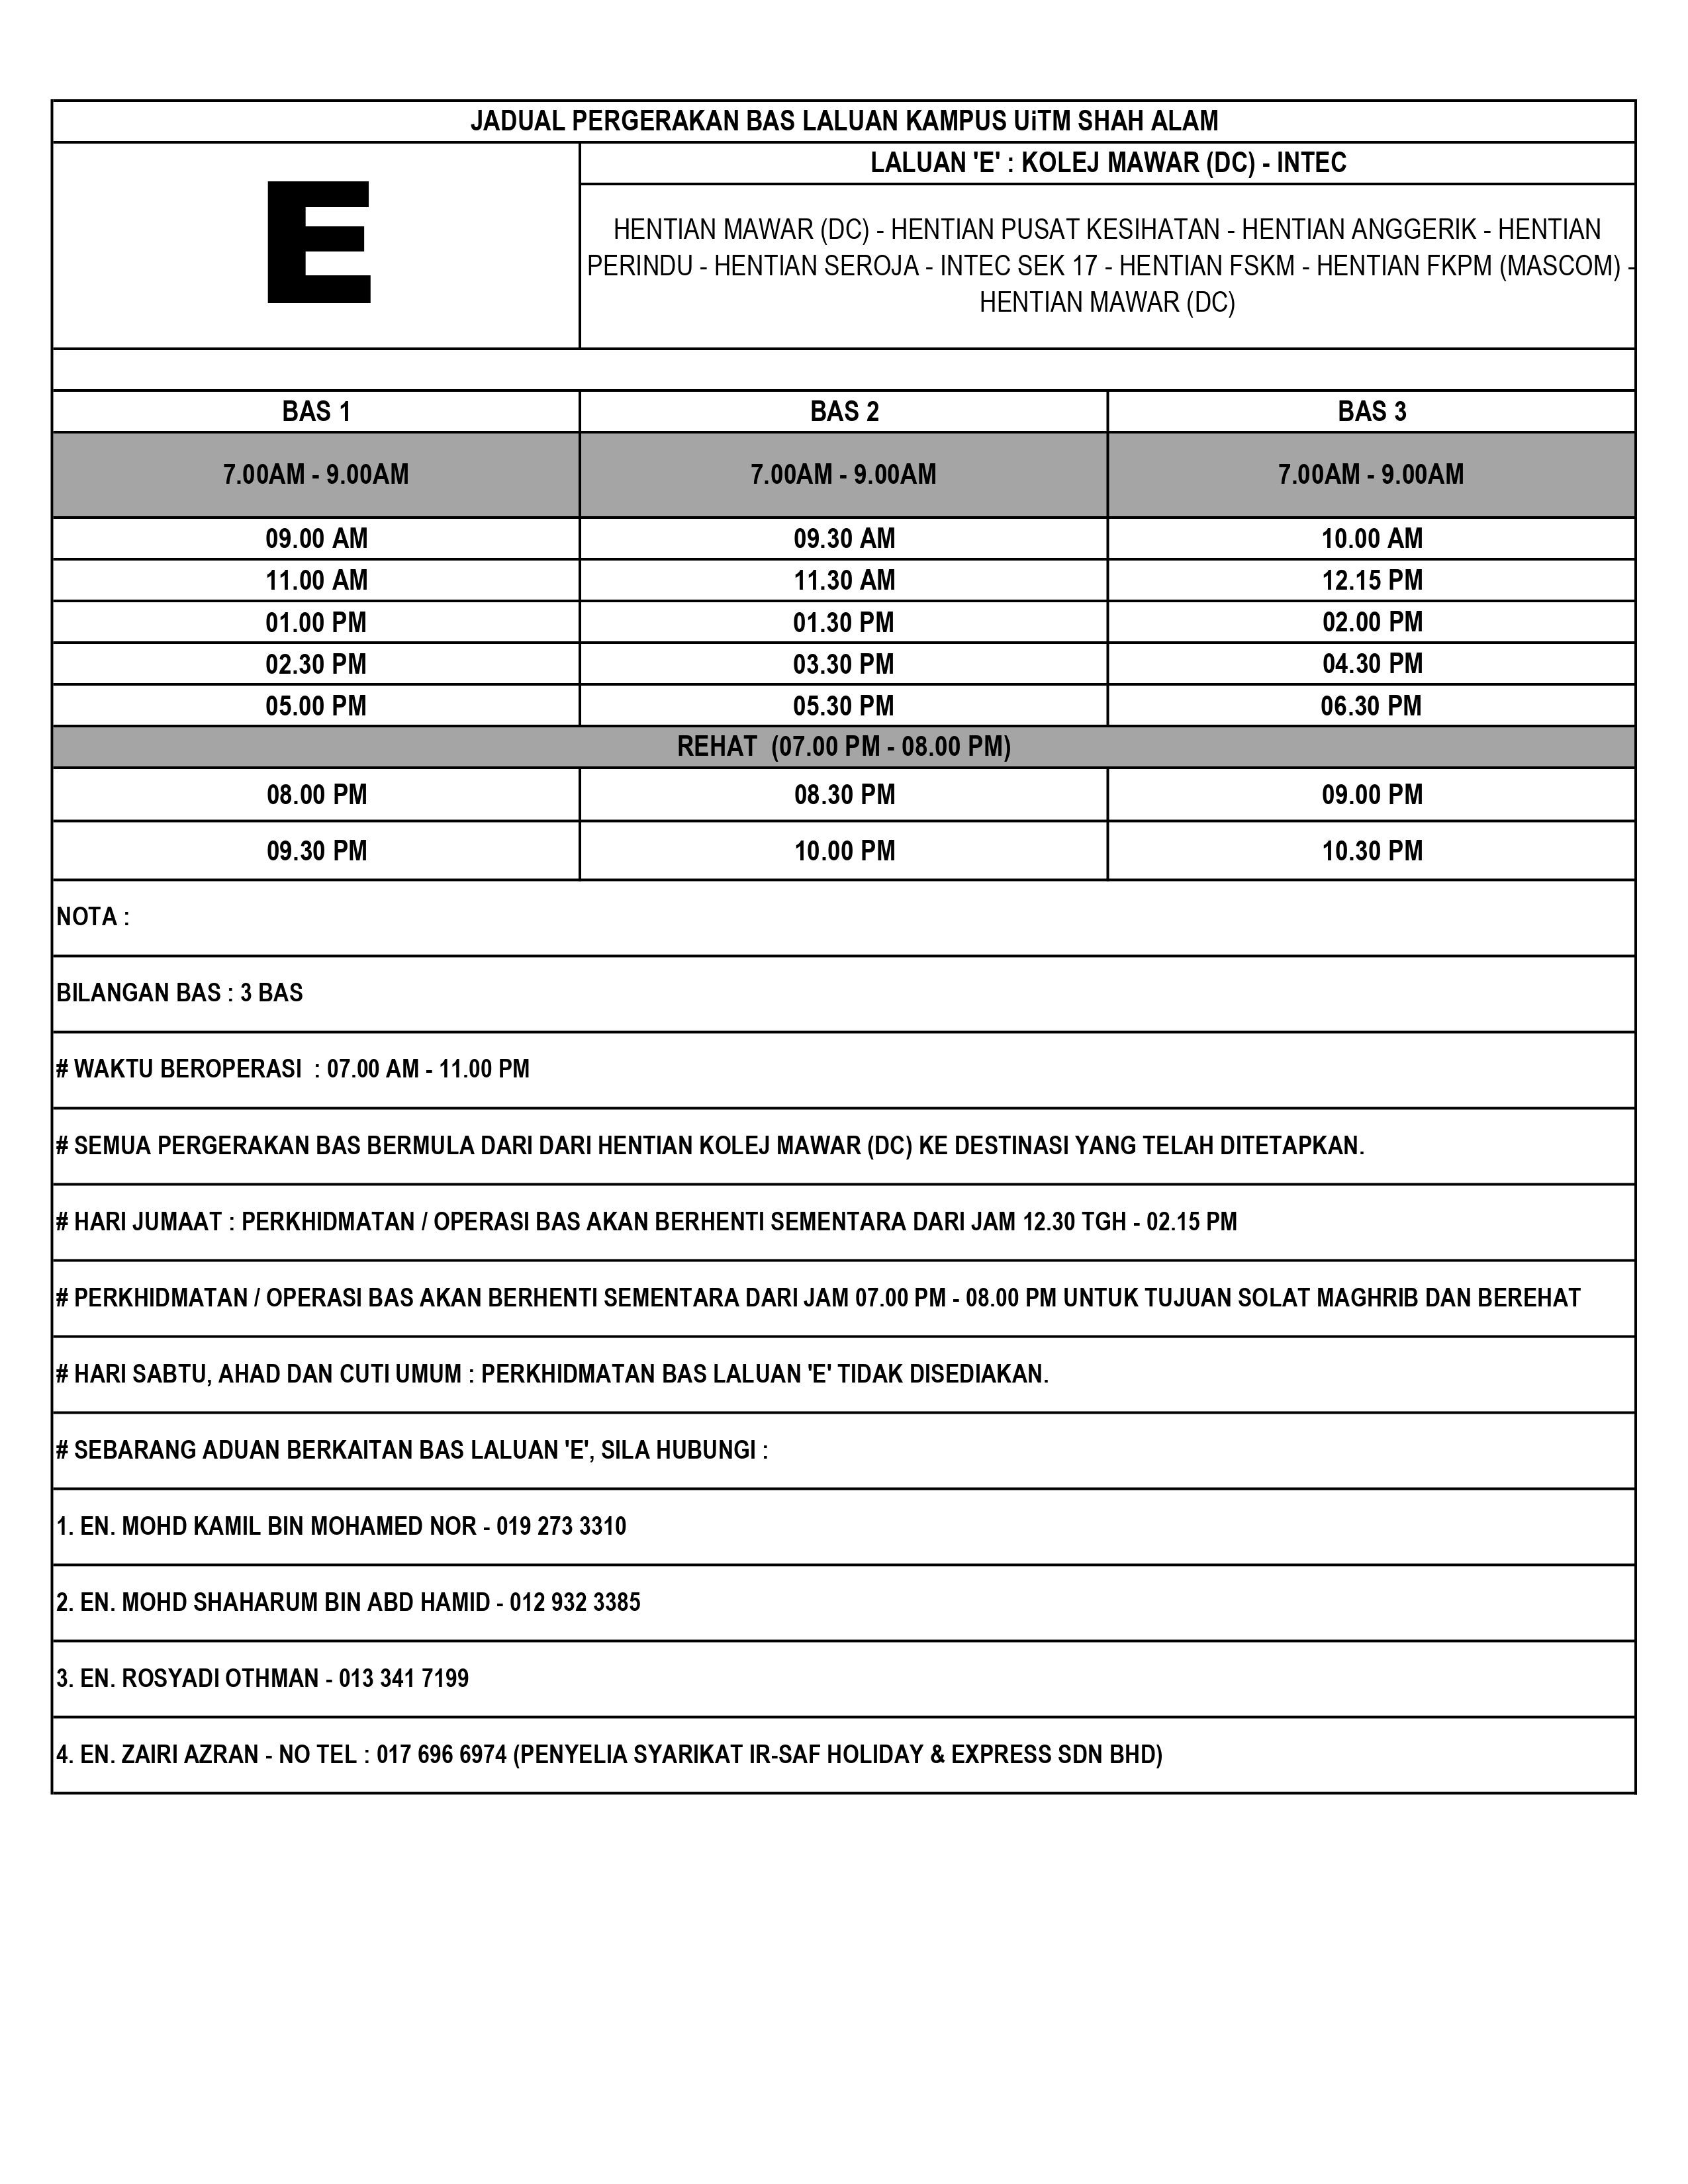 JADUAL PERGERAKAN BAS LALUAN KAMPUS UiTM SHAH ALAM
E
LALUAN 'E' : KOLEJ MAWAR (DC) - INTEC
HENTIAN MAWAR (DC) - HENTIAN PUSAT KESIHATAN - HENTIAN ANGGERIK - HENTIAN
PERINDU - HENTIAN SEROJA - INTEC SEK 17 - HENTIAN FSKM - HENTIAN FKPM (MASCOM) -
HENTIAN MAWAR (DC)
BAS 1 BAS 2 BAS 3
7.00AM - 9.00AM 7.00AM - 9.00AM 7.00AM - 9.00AM
09.00 AM 09.30 AM 10.00 AM
11.00 AM 11.30 AM 12.15 PM
01.00 PM 01.30 PM 02.00 PM
02.30 PM 03.30 PM 04.30 PM
05.00 PM 05.30 PM 06.30 PM
REHAT (07.00 PM - 08.00 PM)
08.00 PM 08.30 PM 09.00 PM
09.30 PM 10.00 PM 10.30 PM
NOTA :
BILANGAN BAS : 3 BAS
# WAKTU BEROPERASI : 07.00 AM - 11.00 PM
# SEMUA PERGERAKAN BAS BERMULA DARI DARI HENTIAN KOLEJ MAWAR (DC) KE DESTINASI YANG TELAH DITETAPKAN.
# HARI JUMAAT : PERKHIDMATAN / OPERASI BAS AKAN BERHENTI SEMENTARA DARI JAM 12.30 TGH - 02.15 PM
# PERKHIDMATAN / OPERASI BAS AKAN BERHENTI SEMENTARA DARI JAM 07.00 PM - 08.00 PM UNTUK TUJUAN SOLAT MAGHRIB DAN BEREHAT
# HARI SABTU, AHAD DAN CUTI UMUM : PERKHIDMATAN BAS LALUAN 'E' TIDAK DISEDIAKAN.
# SEBARANG ADUAN BERKAITAN BAS LALUAN 'E', SILA HUBUNGI :
1. EN. MOHD KAMIL BIN MOHAMED NOR - 019 273 3310
2. EN. MOHD SHAHARUM BIN ABD HAMID - 012 932 3385
3. EN. ROSYADI OTHMAN - 013 341 7199
4. EN. ZAIRI AZRAN - NO TEL : 017 696 6974 (PENYELIA SYARIKAT IR-SAF HOLIDAY & EXPRESS SDN BHD)